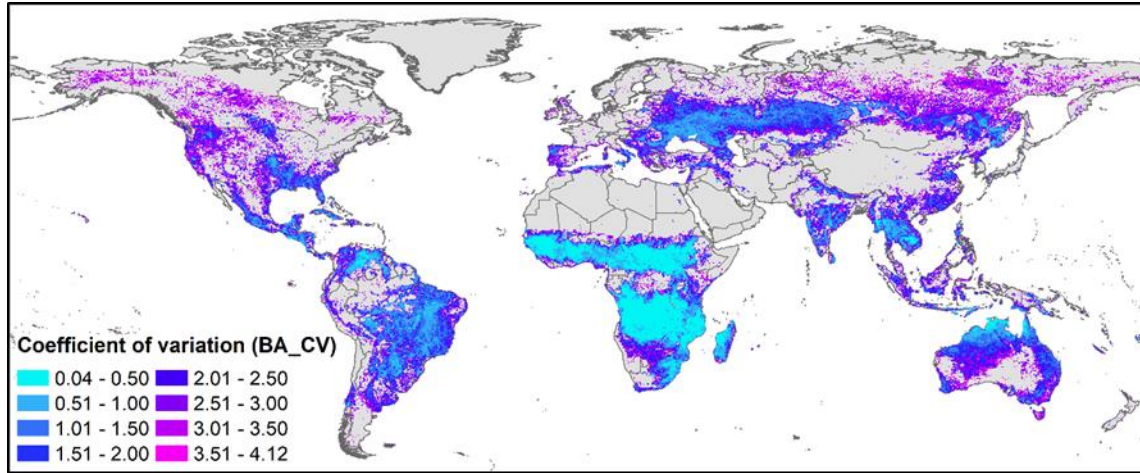 Coefficient of variation (BA_CV)
0.04 - 0.50 2.01 - 2.50
0.51 - 1.00 2.51 - 3.00
1.01 - 1.50 3.01 - 3.50
1.51 - 2.00 3.51 - 4.12